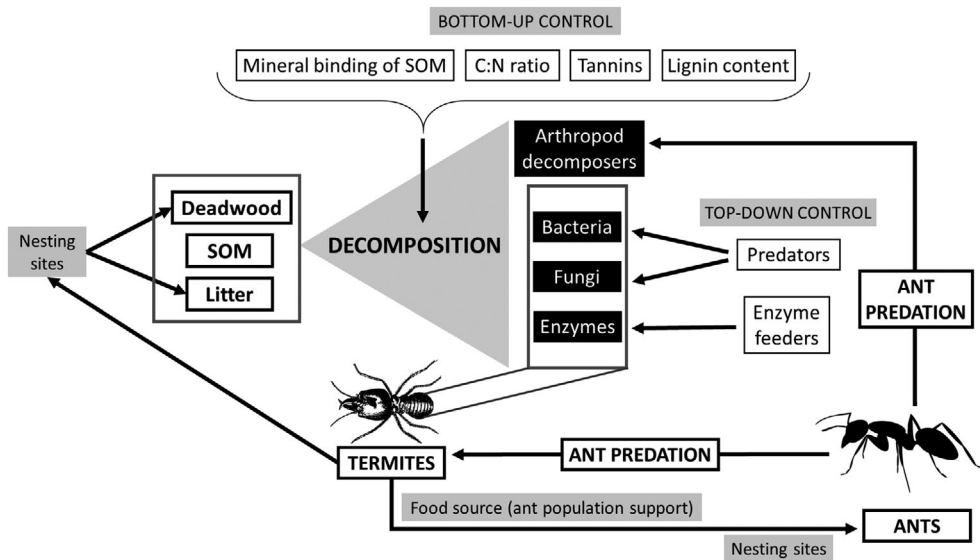 BOTTOM-UP CONTROL
Mineral binding of SOM
C:N ratio
Tannins
Lignin content
Arthropod
decomposers
Deadwood
SOM
Litter
Nesting
sites
DECOMPOSITION
Bacteria
Fungi
Enzymes
TOP-DOWN CONTROL
Predators
Enzyme
feeders
ANT
PREDATION
TERMITES
ANT PREDATION
Food source (ant population support)
ANTS
Nesting sites